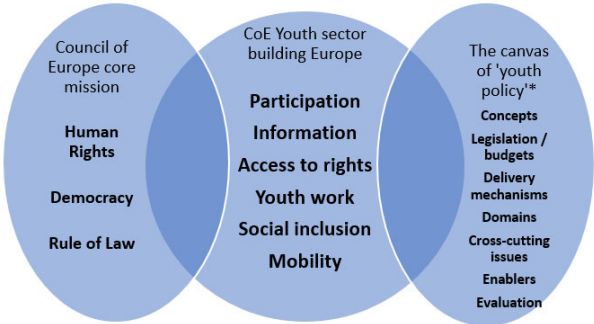 Council of
Europe core
mission
Human
Rights
Democracy
Rule of Law
CoE Youth sector
building Europe
Participation
Information
Access to rights
Youth work
Social inclusion
Mobility
The canvas
of 'youth
policy'*
Concepts
Legislation /
budgets
Delivery
mechanisms
Domains
Cross-cutting
issues
Enablers
Evaluation